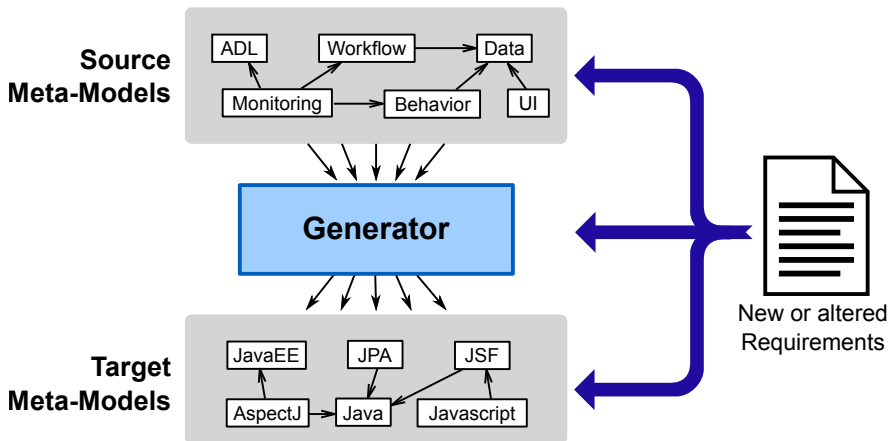 Source
Meta-Models
ADL
Workflow
Data
Monitoring
Behavior
UI
Generator
New or altered
Requirements
Target
Meta-Models
JavaEE
JPA
JSF
AspectJ
Java
Javascript